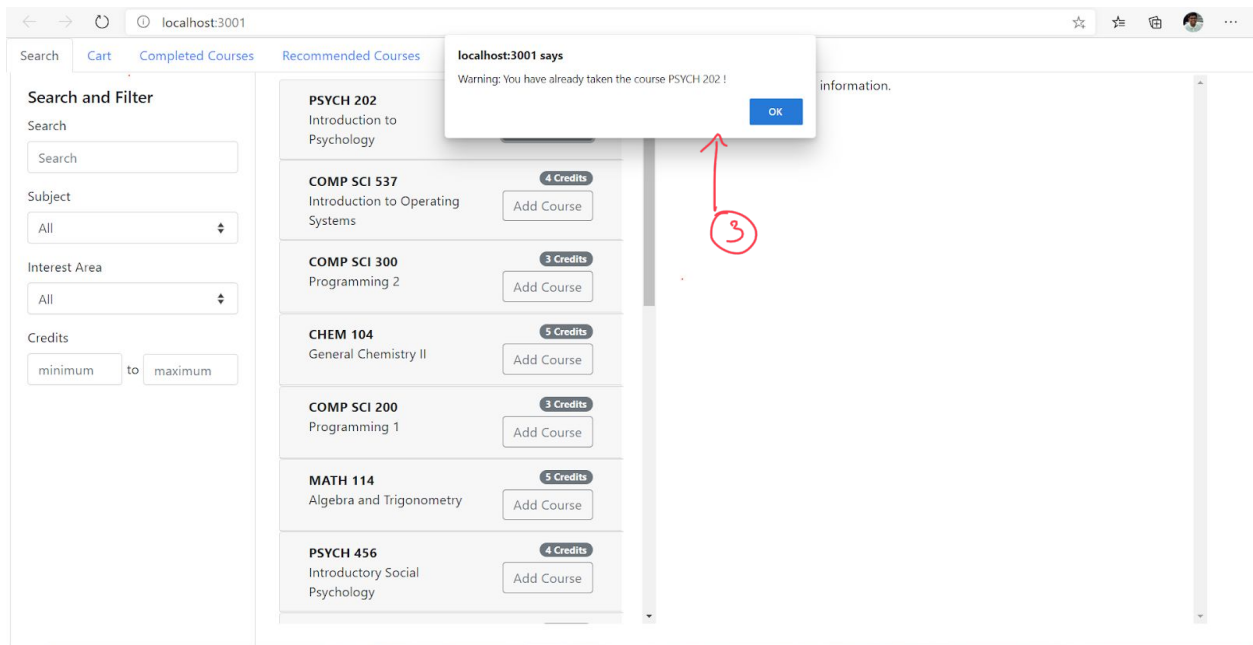 localhost:3001
Search
Cart
Completed Courses
Recommended Courses
localhost:3001 says
Warning: You have already taken the course PSYCH 202 !
OK
information.
3
Search and Filter
Search
Search
Subject
All
Interest Area
All
Credits
minimum to maximum
PSYCH 202
Introduction to
Psychology
COMP SCI 537
4 Credits
Introduction to Operating
Systems
Add Course
COMP SCI 300
3 Credits
Programming 2
Add Course
CHEM 104
5 Credits
General Chemistry II
Add Course
COMP SCI 200
3 Credits
Programming 1
Add Course
MATH 114
5 Credits
Algebra and Trigonometry
Add Course
PSYCH 456
4 Credits
Introductory Social
Psychology
Add Course